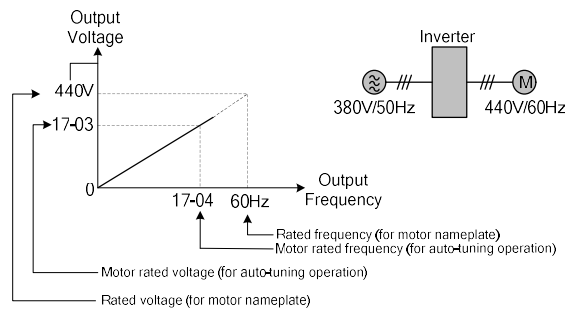 Output
Voltage
440V
17-03
0
17-04
60Hz
Output
Frequency
Inverter
M
380V/50Hz
440V/60Hz
Rated frequency (for motor nameplate)
Motor rated frequency (for auto-tuning operation)
Motor rated voltage (for auto-tuning operation)
Rated voltage (for motor nameplate)